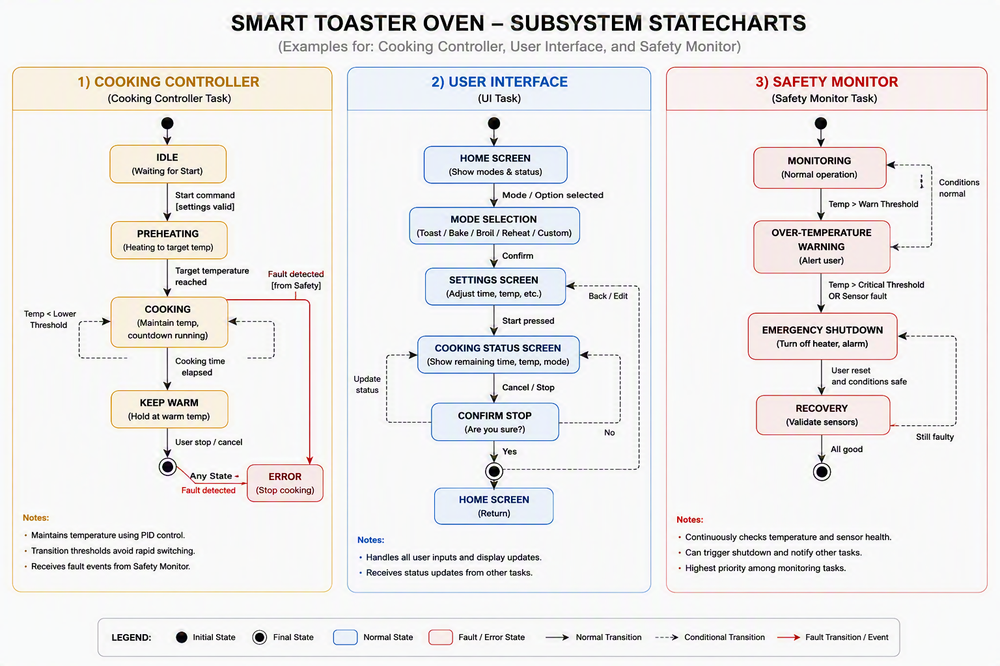 SMART TOASTER OVEN – SUBSYSTEM STATECHARTS
(Examples for: Cooking Controller, User Interface, and Safety Monitor)
1) COOKING CONTROLLER
(Cooking Controller Task)
IDLE
(Waiting for Start)
Start command
[settings valid]
PREHEATING
(Heating to target temp)
Target temperature
reached
Fault detected
[from Safety]
COOKING
(Maintain temp,
countdown running)
Temp < Lower
Threshold
Cooking time
elapsed
KEEP WARM
(Hold at warm temp)
User stop / cancel
Any State
Fault detected
ERROR
(Stop cooking)
Notes:
• Maintains temperature using PID control.
• Transition thresholds avoid rapid switching.
• Receives fault events from Safety Monitor.
2) USER INTERFACE
(UI Task)
HOME SCREEN
(Show modes & status)
Mode / Option selected
MODE SELECTION
(Toast / Bake / Broil / Reheat / Custom)
Confirm
SETTINGS SCREEN
(Adjust time, temp, etc.)
Back / Edit
Start pressed
COOKING STATUS SCREEN
(Show remaining time, temp, mode)
Update
status
Cancel / Stop
CONFIRM STOP
(Are you sure?)
No
Yes
HOME SCREEN
(Return)
Notes:
• Handles all user inputs and display updates.
• Receives status updates from other tasks.
3) SAFETY MONITOR
(Safety Monitor Task)
MONITORING
(Normal operation)
Conditions
normal
Temp > Warn Threshold
OVER-TEMPERATURE
WARNING
(Alert user)
Temp > Critical Threshold
OR Sensor fault
EMERGENCY SHUTDOWN
(Turn off heater, alarm)
User reset
and conditions safe
RECOVERY
(Validate sensors)
Still faulty
All good
Notes:
• Continuously checks temperature and sensor health.
• Can trigger shutdown and notify other tasks.
• Highest priority among monitoring tasks.
LEGEND:
Initial State
Final State
Normal State
Fault / Error State
Normal Transition
Conditional Transition
Fault Transition / Event